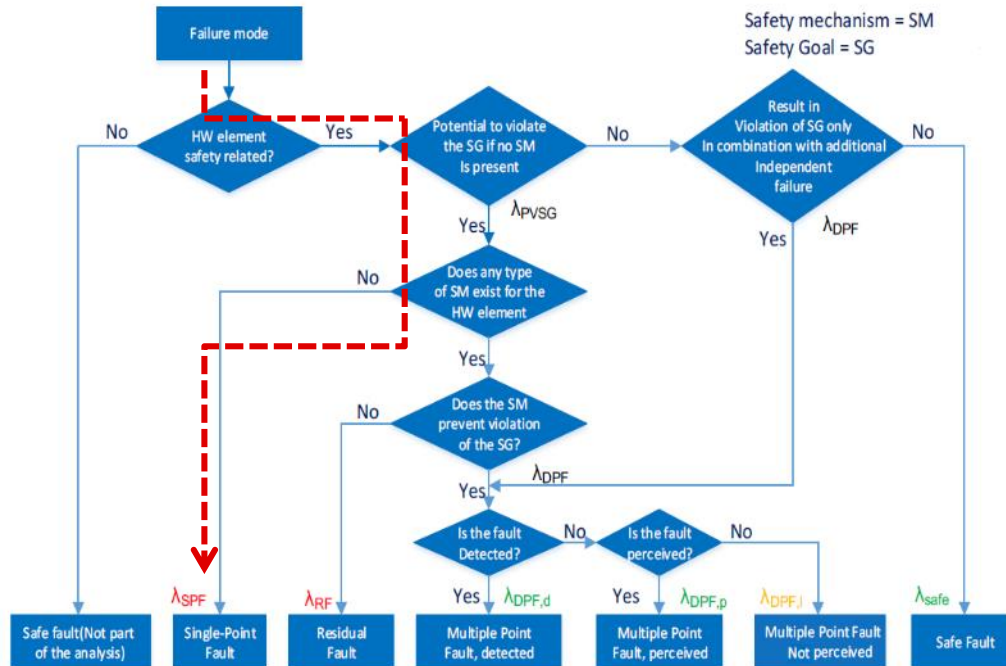 Failure mode
Safety mechanism = SM
Safety Goal = SG
No
HW element
safety related?
Yes
Potential to violate
the SG if no SM
Is present
No
Result in
Violation of SG only
In combination with additional
Independent
failure
No
λPVSG
Yes
Yes
λDPF
No
Does any type
of SM exist for the
HW element
Yes
No
Does the SM
prevent violation
of the SG?
Yes
λDPF
Is the fault
Detected?
No
Is the fault
perceived?
No
λSPF
λRF
Yes
λDPF,d
Yes
λDPF,p
λDPF,l
λsafe
Safe fault(Not part
of the analysis)
Single-Point
Fault
Residual
Fault
Multiple Point
Fault, detected
Multiple Point
Fault, perceived
Multiple Point Fault
Not perceived
Safe Fault